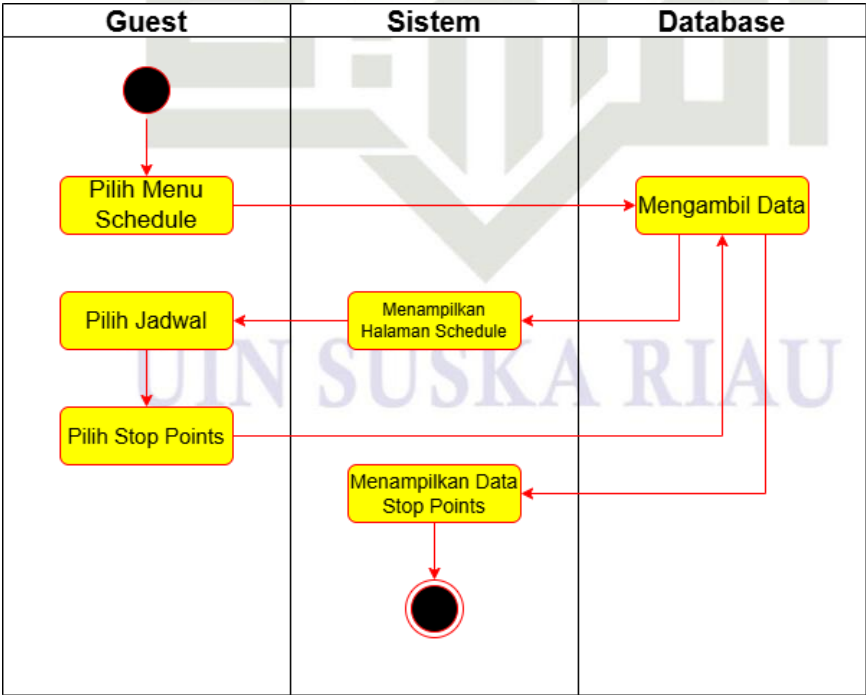 Guest
Sistem
Database
Pilih Menu
Schedule
Mengambil Data
Pilih Jadwal
Menampilkan
Halaman Schedule
UIN SUSKA RIAU
Pilih Stop Points
Menampilkan Data
Stop Points